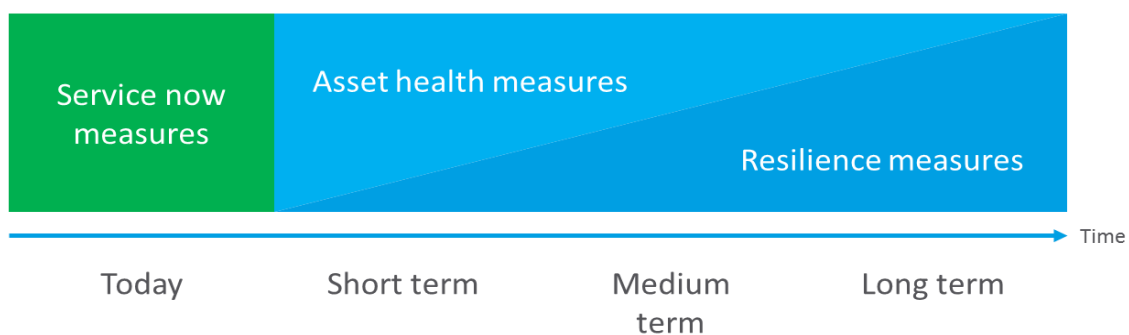 Service now
measures
Asset health measures
Resilience measures
Time
Today
Short term
Medium
term
Long term